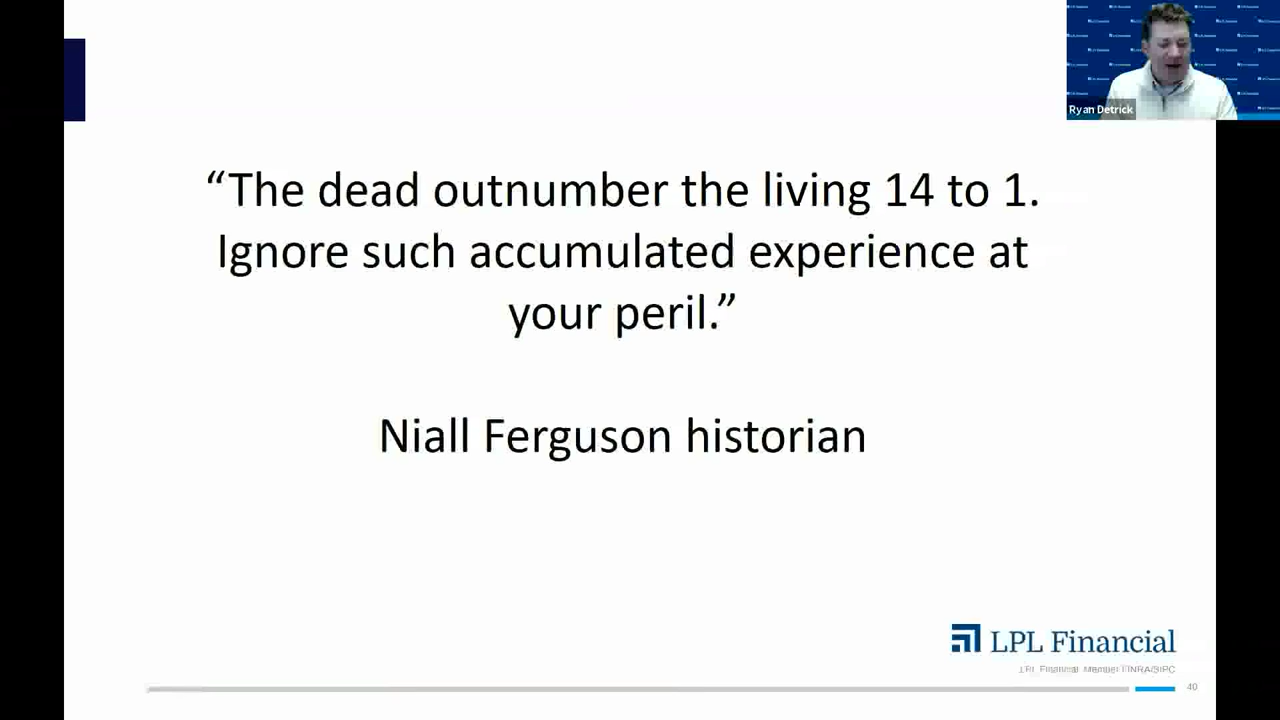 Ryan Detrick
“The dead outnumber the living 14 to 1.
Ignore such accumulated experience at
your peril.”
Niall Ferguson historian
LPL Financial
LPL Financial Member FINRA/SIPC
40